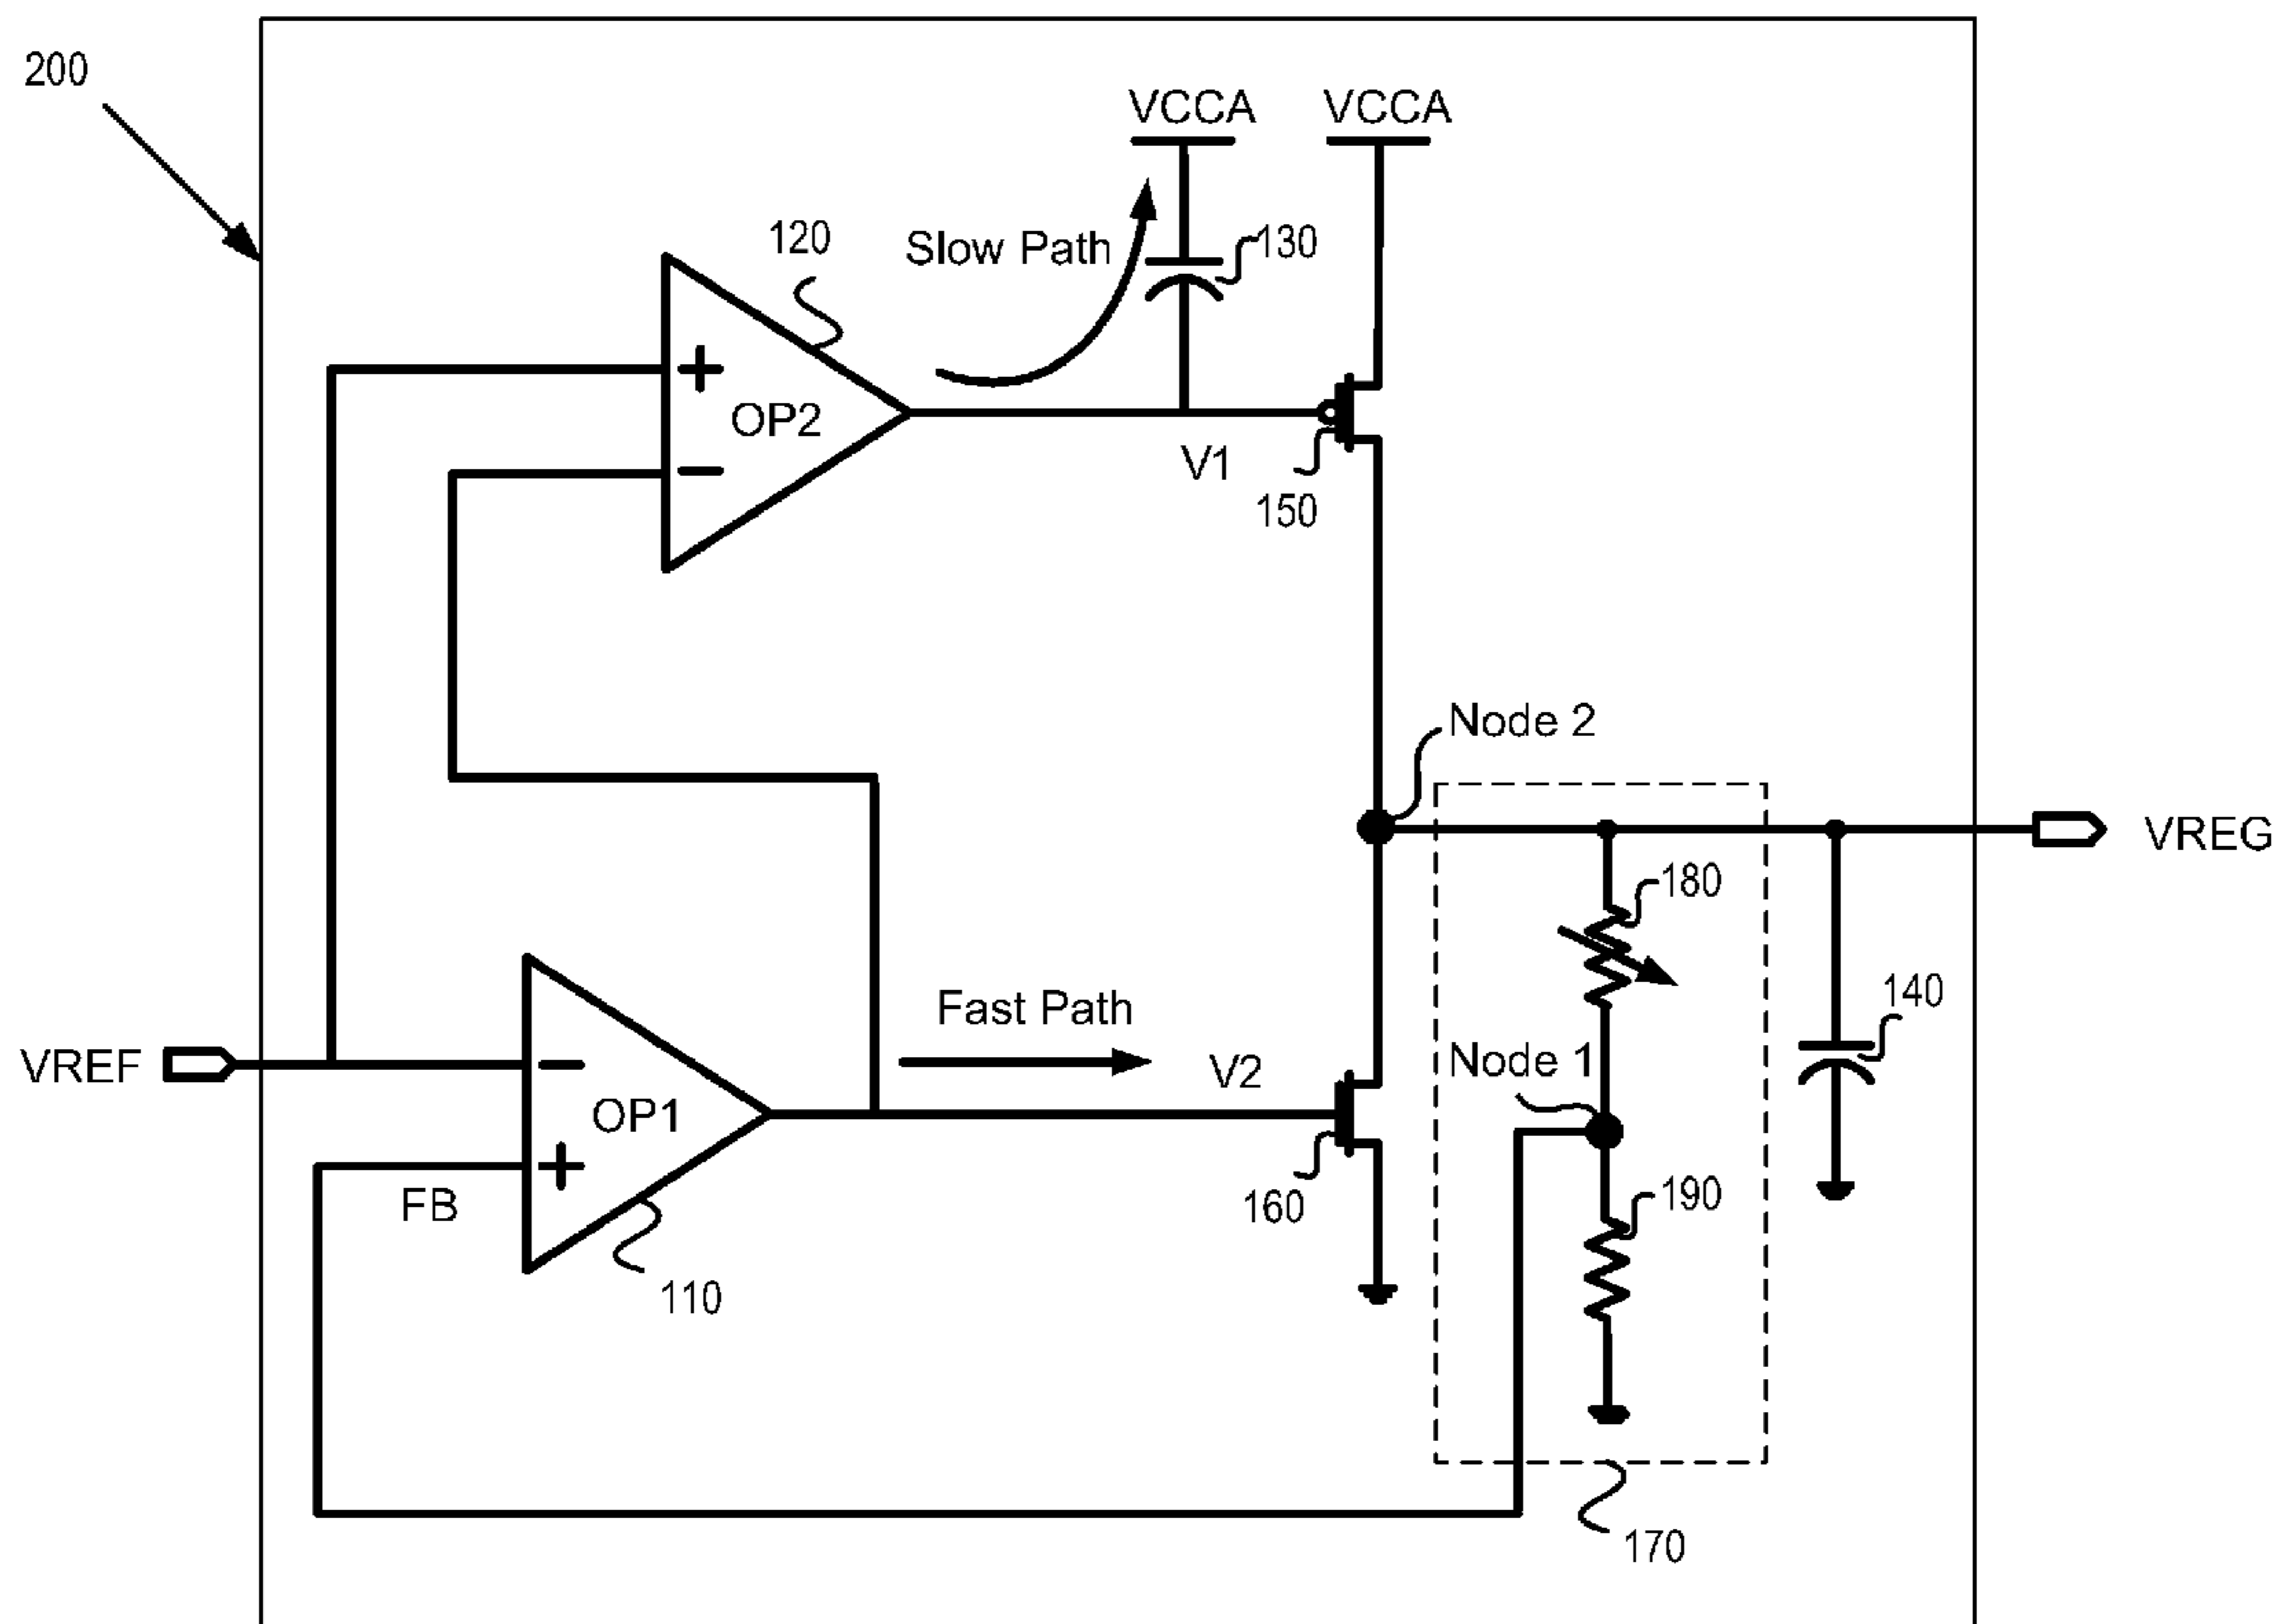 200
VCCA VCCA
120
Slow Path
130
+
OP2
−
V1
150
Node 2
VREG
180
140
Fast Path
Node 1
VREF
−
V2
OP1
+
FB
160
190
110
170